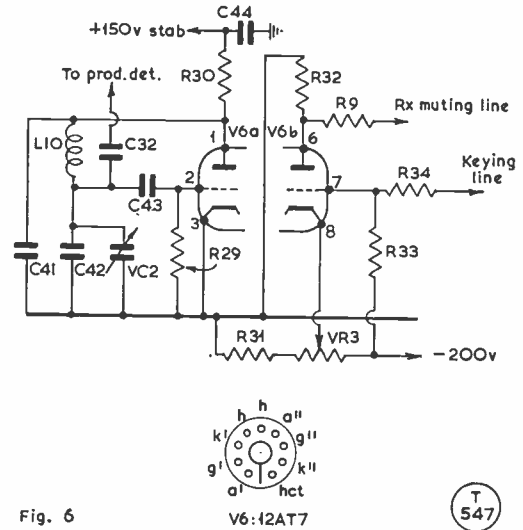 C44
+150v stab
To prod. det.
R30
R32
R9
Rx muting line
1
V6a
V6b
6
L10
C32
R34
Keying line
2
7
C43
3
8
R29
R33
C41
C42
VC2
R31
VR3
−200v
h
h
a"
k'
g"
g'
k"
a'
hct
Fig. 6
V6:12AT7
T
547